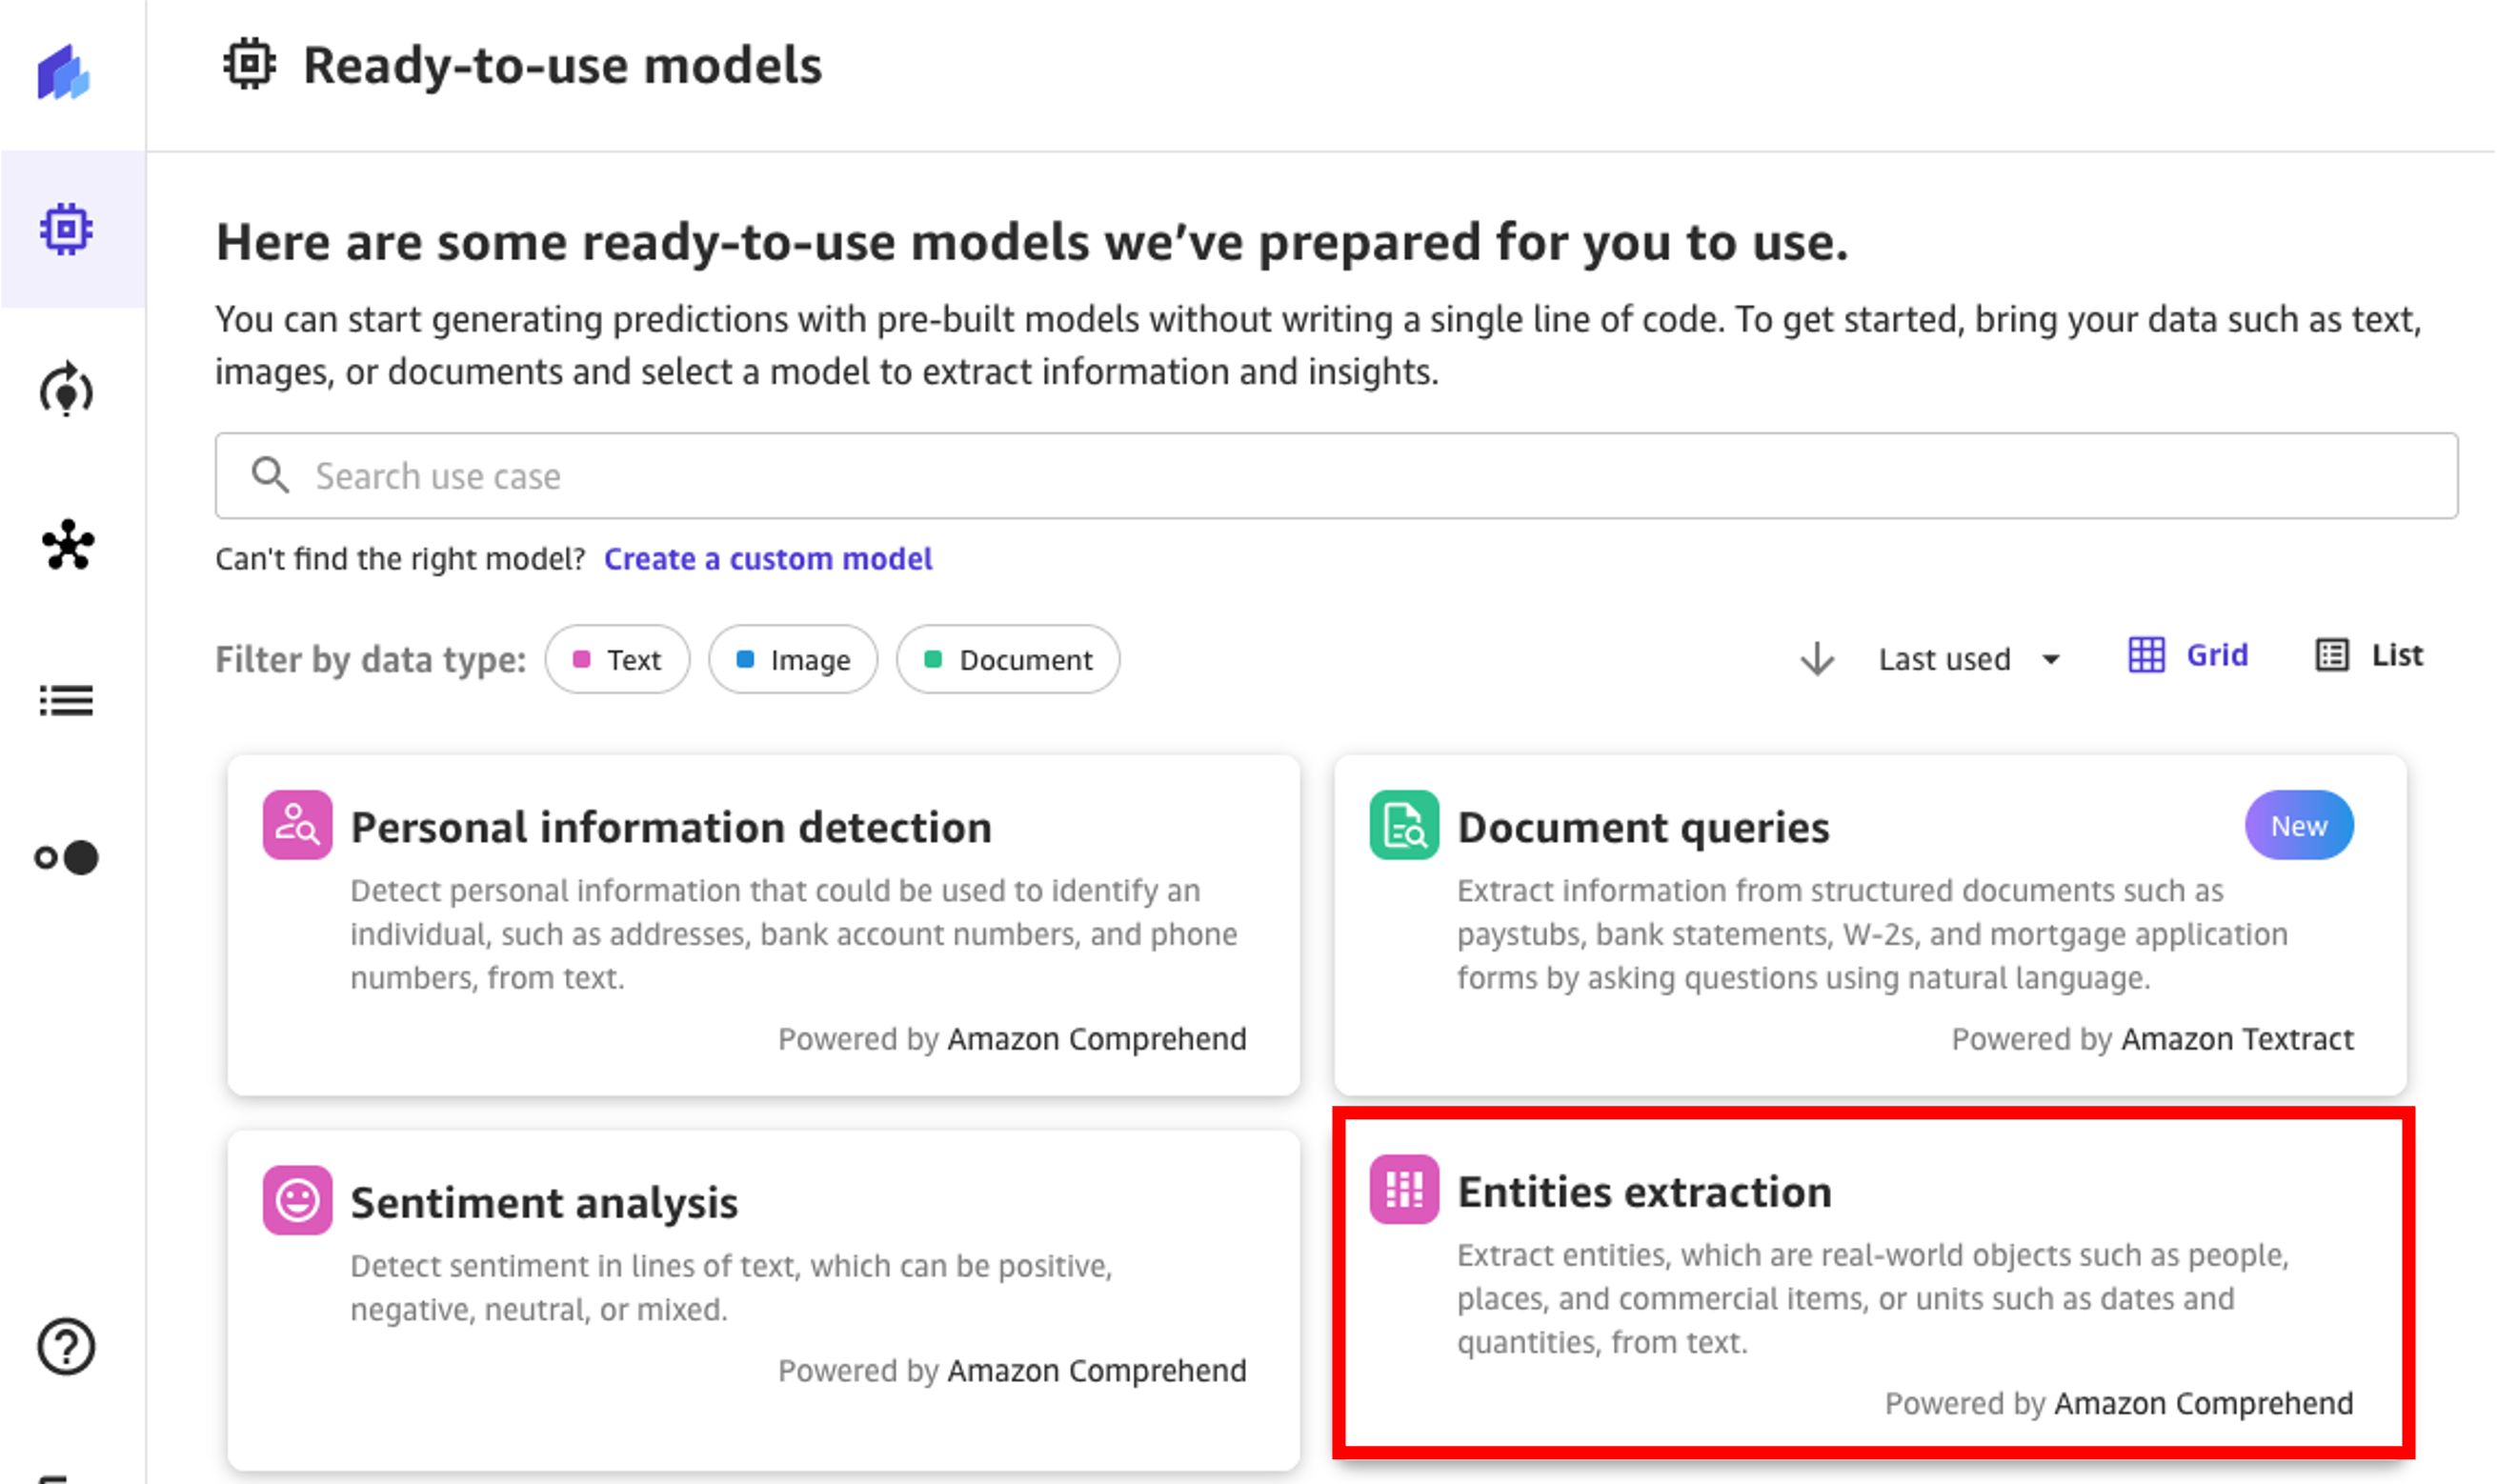 Ready-to-use models
Here are some ready-to-use models we’ve prepared for you to use.
You can start generating predictions with pre-built models without writing a single line of code. To get started, bring your data such as text,
images, or documents and select a model to extract information and insights.
Search use case
Can't find the right model? Create a custom model
Filter by data type: Text Image Document Last used Grid List
Personal information detection
Detect personal information that could be used to identify an
individual, such as addresses, bank account numbers, and phone
numbers, from text.
Powered by Amazon Comprehend
Document queries New
Extract information from structured documents such as
paystubs, bank statements, W-2s, and mortgage application
forms by asking questions using natural language.
Powered by Amazon Textract
Sentiment analysis
Detect sentiment in lines of text, which can be positive,
negative, neutral, or mixed.
Powered by Amazon Comprehend
Entities extraction
Extract entities, which are real-world objects such as people,
places, and commercial items, or units such as dates and
quantities, from text.
Powered by Amazon Comprehend